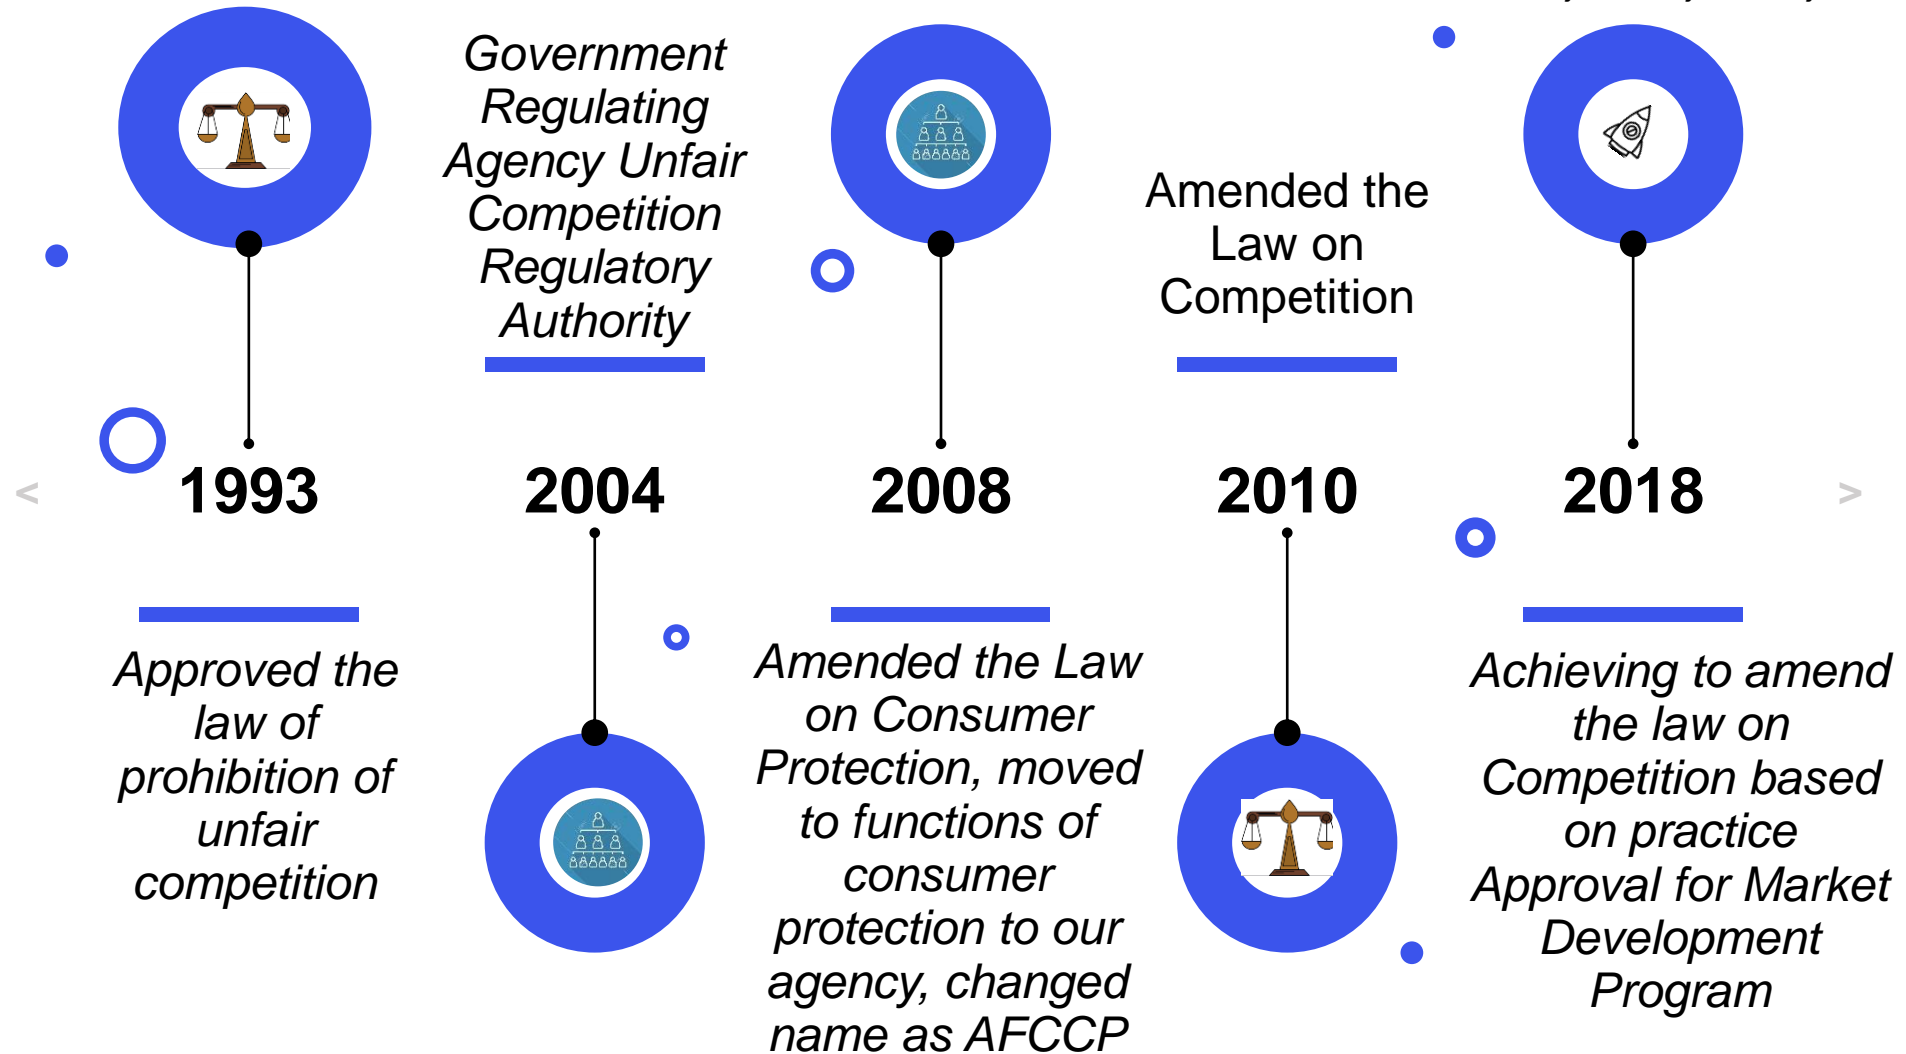 1993
Approved the
law of
prohibition of
unfair
competition
Government
Regulating
Agency Unfair
Competition
Regulatory
Authority
2004
2008
Amended the Law
on Consumer
Protection, moved
to functions of
consumer
protection to our
agency, changed
name as AFCCP
Amended the
Law on
Competition
2010
2018
Achieving to amend
the law on
Competition based
on practice
Approval for Market
Development
Program
<
>